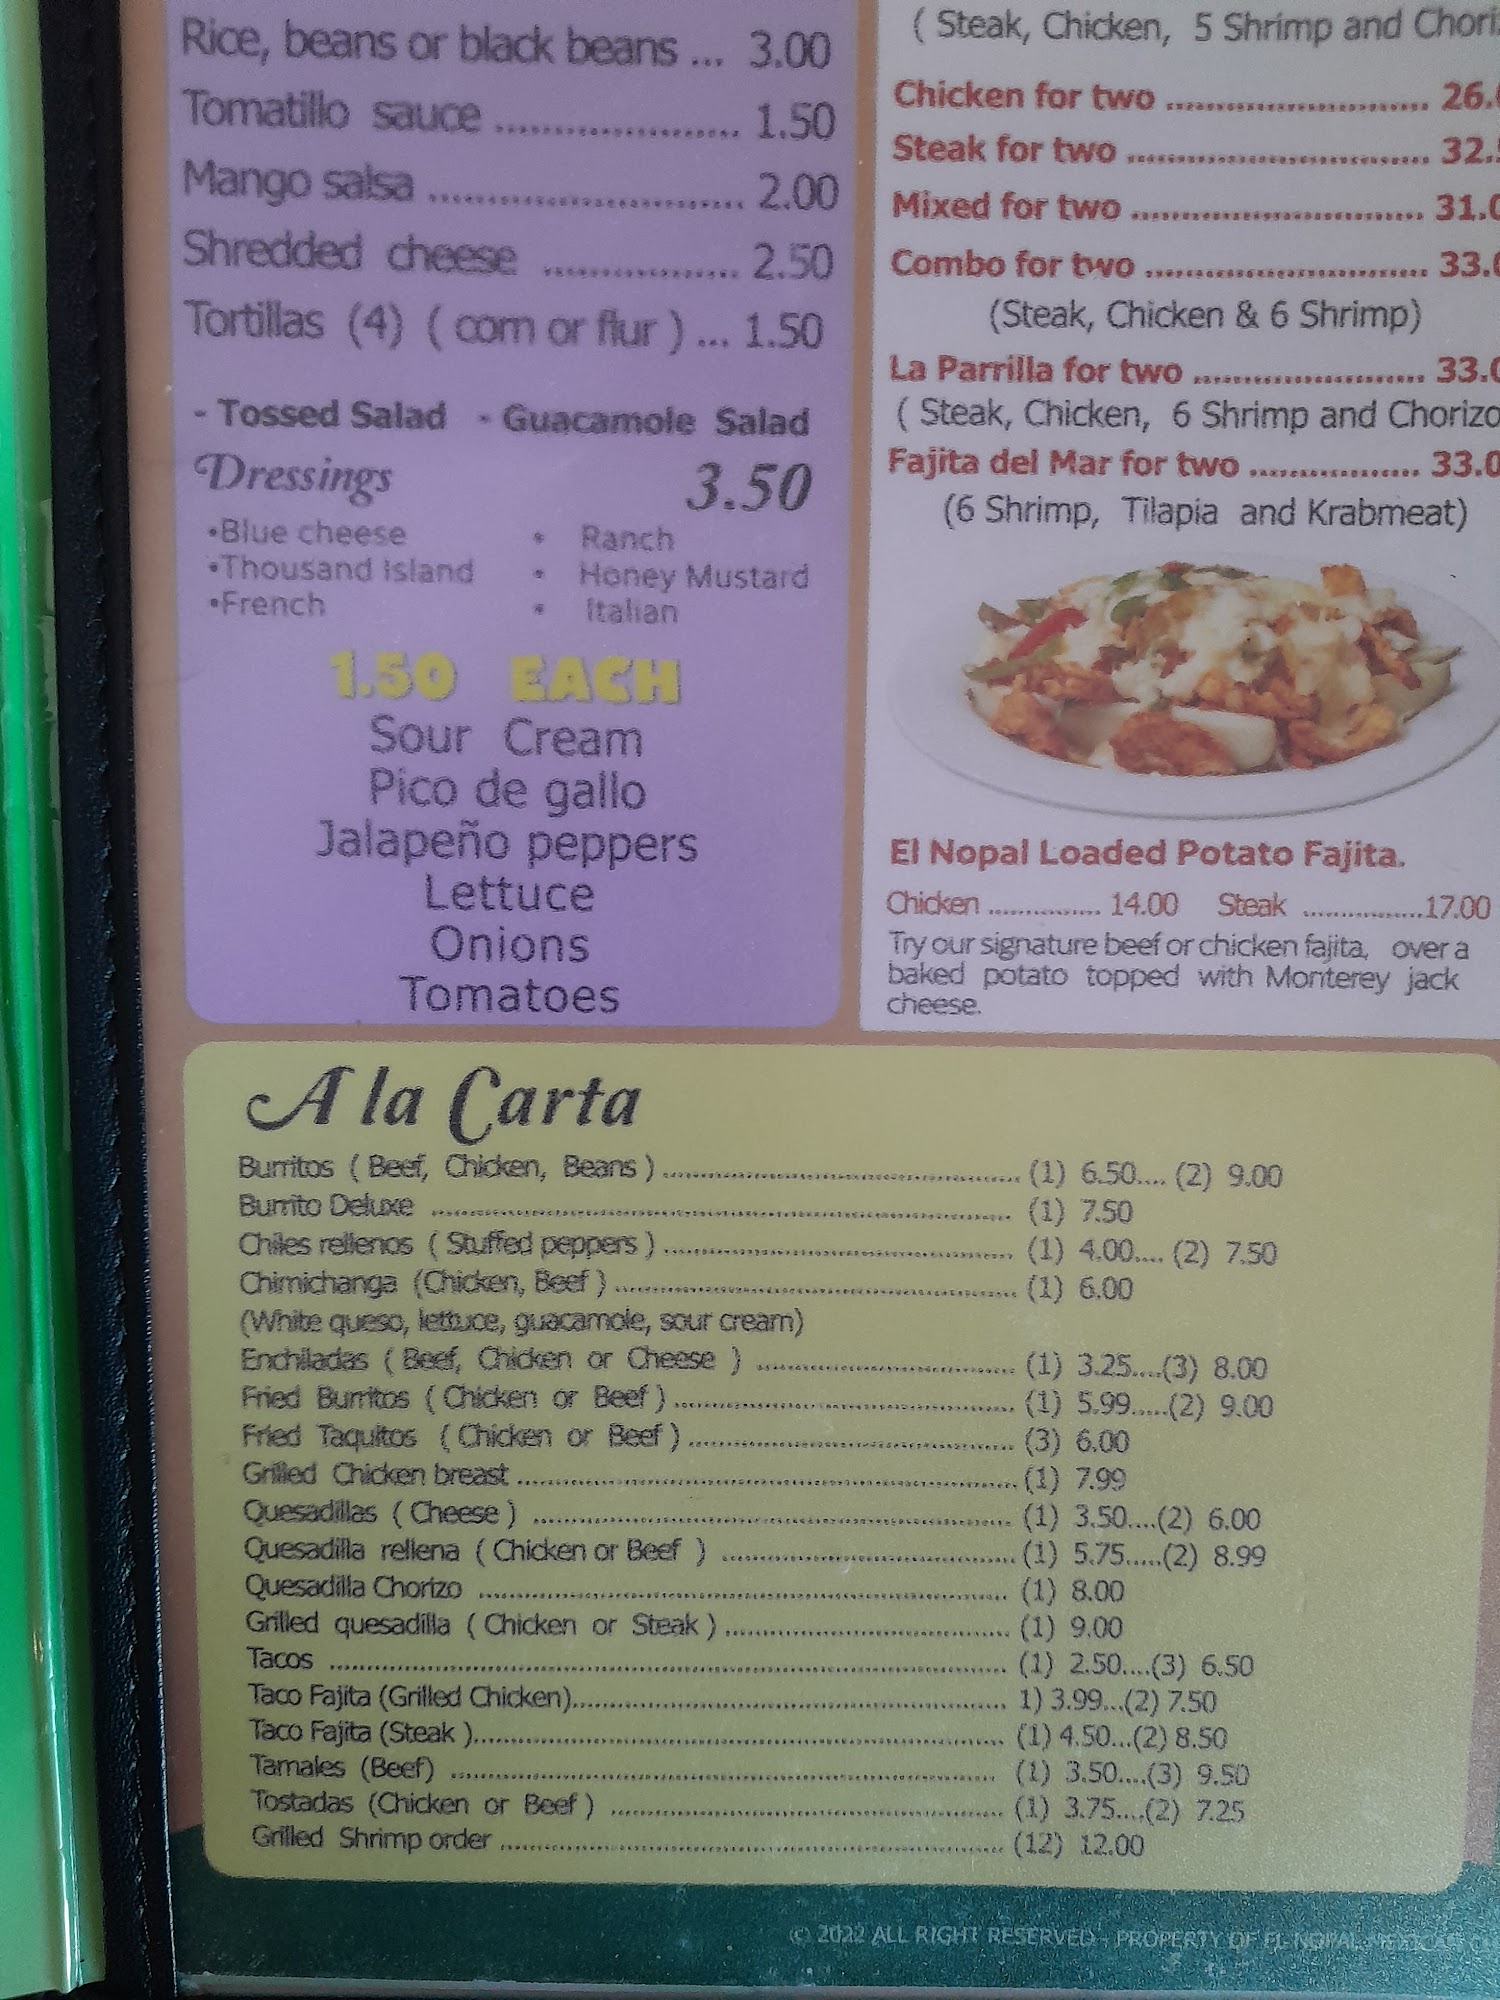 Rice, beans or black beans ... 3.00
Tomatillo sauce ........................ 1.50
Mango salsa ............................... 2.00
Shredded cheese ................... 2.50
Tortillas (4) ( corn or flur ) ... 1.50
- Tossed Salad - Guacamole Salad
Dressings 3.50
•Blue cheese • Ranch
•Thousand Island • Honey Mustard
•French • Italian
1.50 EACH
Sour Cream
Pico de gallo
Jalapeño peppers
Lettuce
Onions
Tomatoes
( Steak, Chicken, 5 Shrimp and
Chicken for two ............................ 26.
Steak for two ................................ 32.
Mixed for two ............................... 31.
Combo for two .............................. 33.
(Steak, Chicken & 6 Shrimp)
La Parrilla for two ........................ 33.
( Steak, Chicken, 6 Shrimp and Chorizo
Fajita del Mar for two .................. 33.
(6 Shrimp, Tilapia and Krabmeat)
El Nopal Loaded Potato Fajita.
Chicken ................ 14.00 Steak .................17.00
Try our signature beef or chicken fajita, over a
baked potato topped with Monterey jack
cheese.
A la Carta
Burritos ( Beef, Chicken, Beans )............................................ (1) 6.50.... (2) 9.00
Burrito Deluxe ........................................................................ (1) 7.50
Chiles rellenos ( Stuffed peppers )........................................... (1) 4.00.... (2) 7.50
Chimichanga (Chicken, Beef ).................................................. (1) 6.00
(White queso, lettuce, guacamole, sour cream)
Enchiladas ( Beef, Chicken or Cheese ) ................................ (1) 3.25....(3) 8.00
Fried Burritos ( Chicken or Beef ).......................................... (1) 5.99.....(2) 9.00
Fried Taquitos ( Chicken or Beef )........................................ (3) 6.00
Grilled Chicken breast .............................................................. (1) 7.99
Quesadillas ( Cheese ) ........................................................... (1) 3.50....(2) 6.00
Quesadilla rellena ( Chicken or Beef ) .................................... (1) 5.75.....(2) 8.99
Quesadilla Chorizo .................................................................. (1) 8.00
Grilled quesadilla ( Chicken or Steak ).................................... (1) 9.00
Tacos ..................................................................................... (1) 2.50....(3) 6.50
Taco Fajita (Grilled Chicken)...................................................... 1) 3.99...(2) 7.50
Taco Fajita (Steak ).................................................................. (1) 4.50...(2) 8.50
Tamales (Beef) ..................................................................... (1) 3.50....(3) 9.50
Tostadas (Chicken or Beef ) ................................................. (1) 3.75....(2) 7.25
Grilled Shrimp order ............................................................... (12) 12.00
© 2022 ALL RIGHT RESERVED - PROPERTY OF EL NOPAL MEXICAN